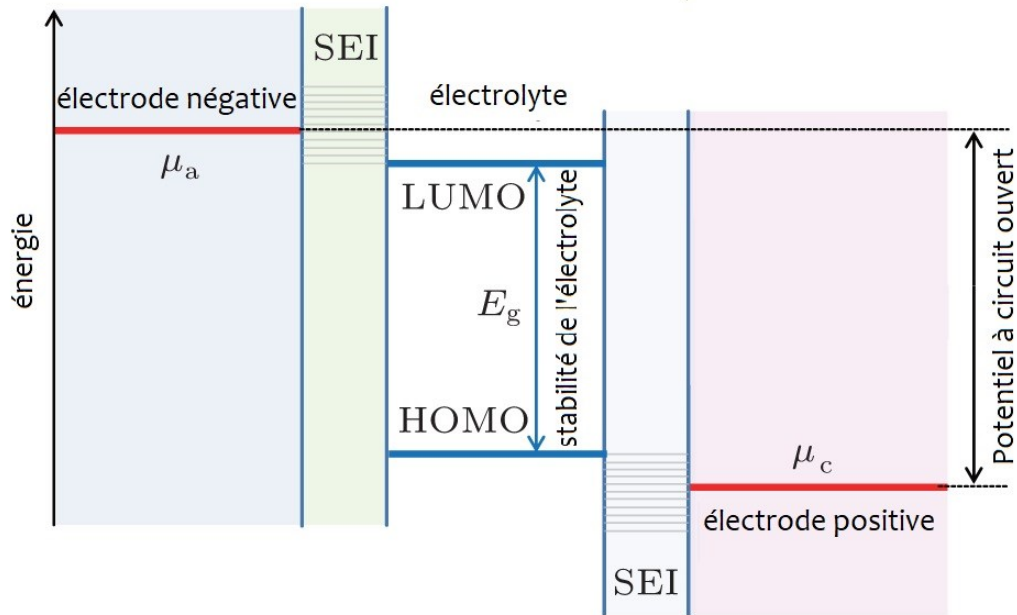 SEI
électrode négative
électrolyte
μa
LUMO
énergie
Eg
stabilité de l'électrolyte
Potentiel à circuit ouvert
HOMO
μc
électrode positive
SEI